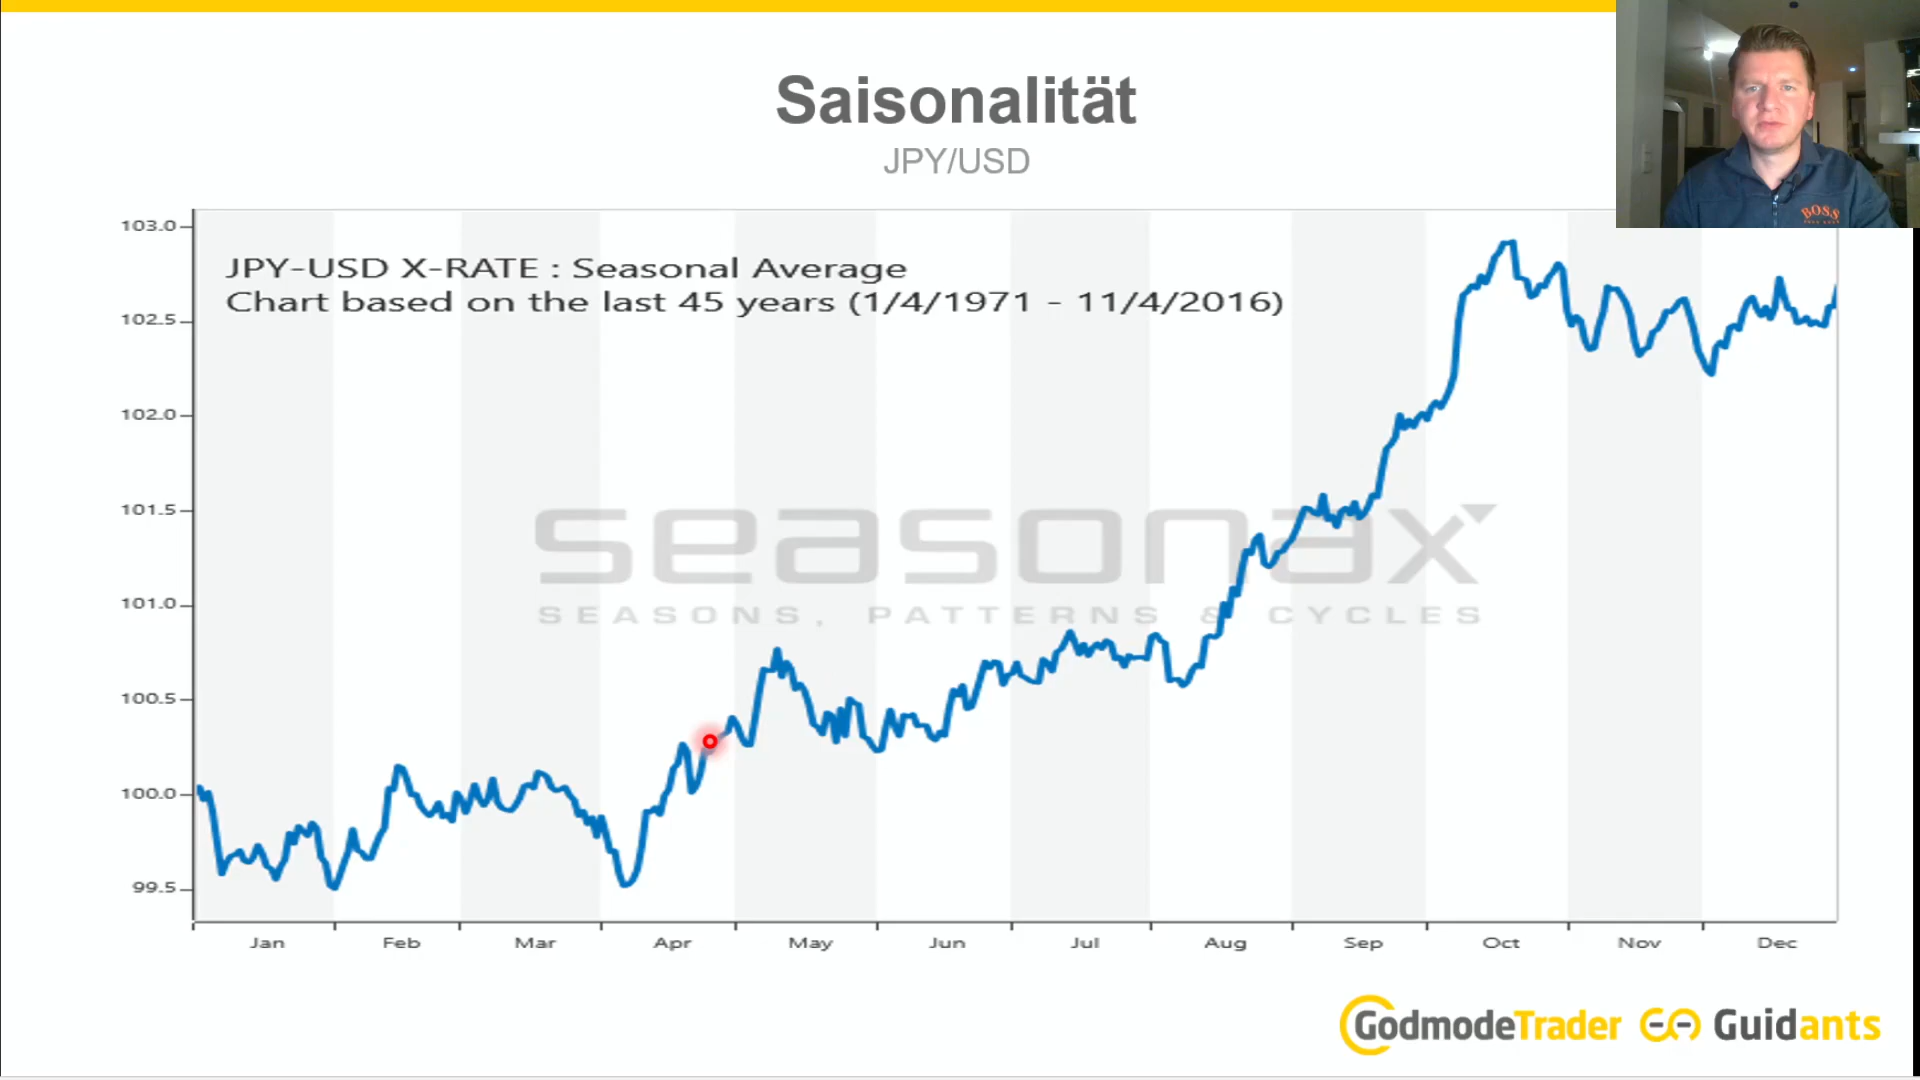 Saisonalität
JPY/USD
JPY-USD X-RATE : Seasonal Average
Chart based on the last 45 years (1/4/1971 - 11/4/2016)
103.0
102.5
102.0
101.5
101.0
100.5
100.0
99.5
seasonax
SEASONS, PATTERNS & CYCLES
Jan Feb Mar Apr May Jun Jul Aug Sep Oct Nov Dec
BOSS
GodmodeTrader Guidants